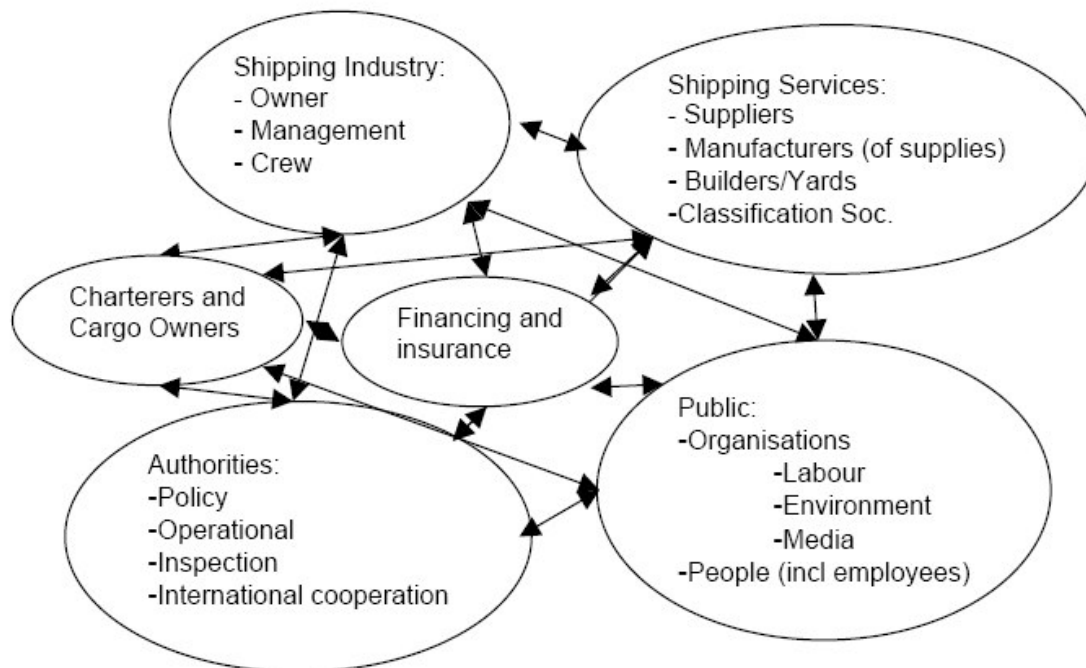 Shipping Industry:
- Owner
- Management
- Crew
Shipping Services:
- Suppliers
- Manufacturers (of supplies)
- Builders/Yards
-Classification Soc.
Charterers and
Cargo Owners
Financing and
insurance
Authorities:
-Policy
-Operational
-Inspection
-International cooperation
Public:
-Organisations
-Labour
-Environment
-Media
-People (incl employees)